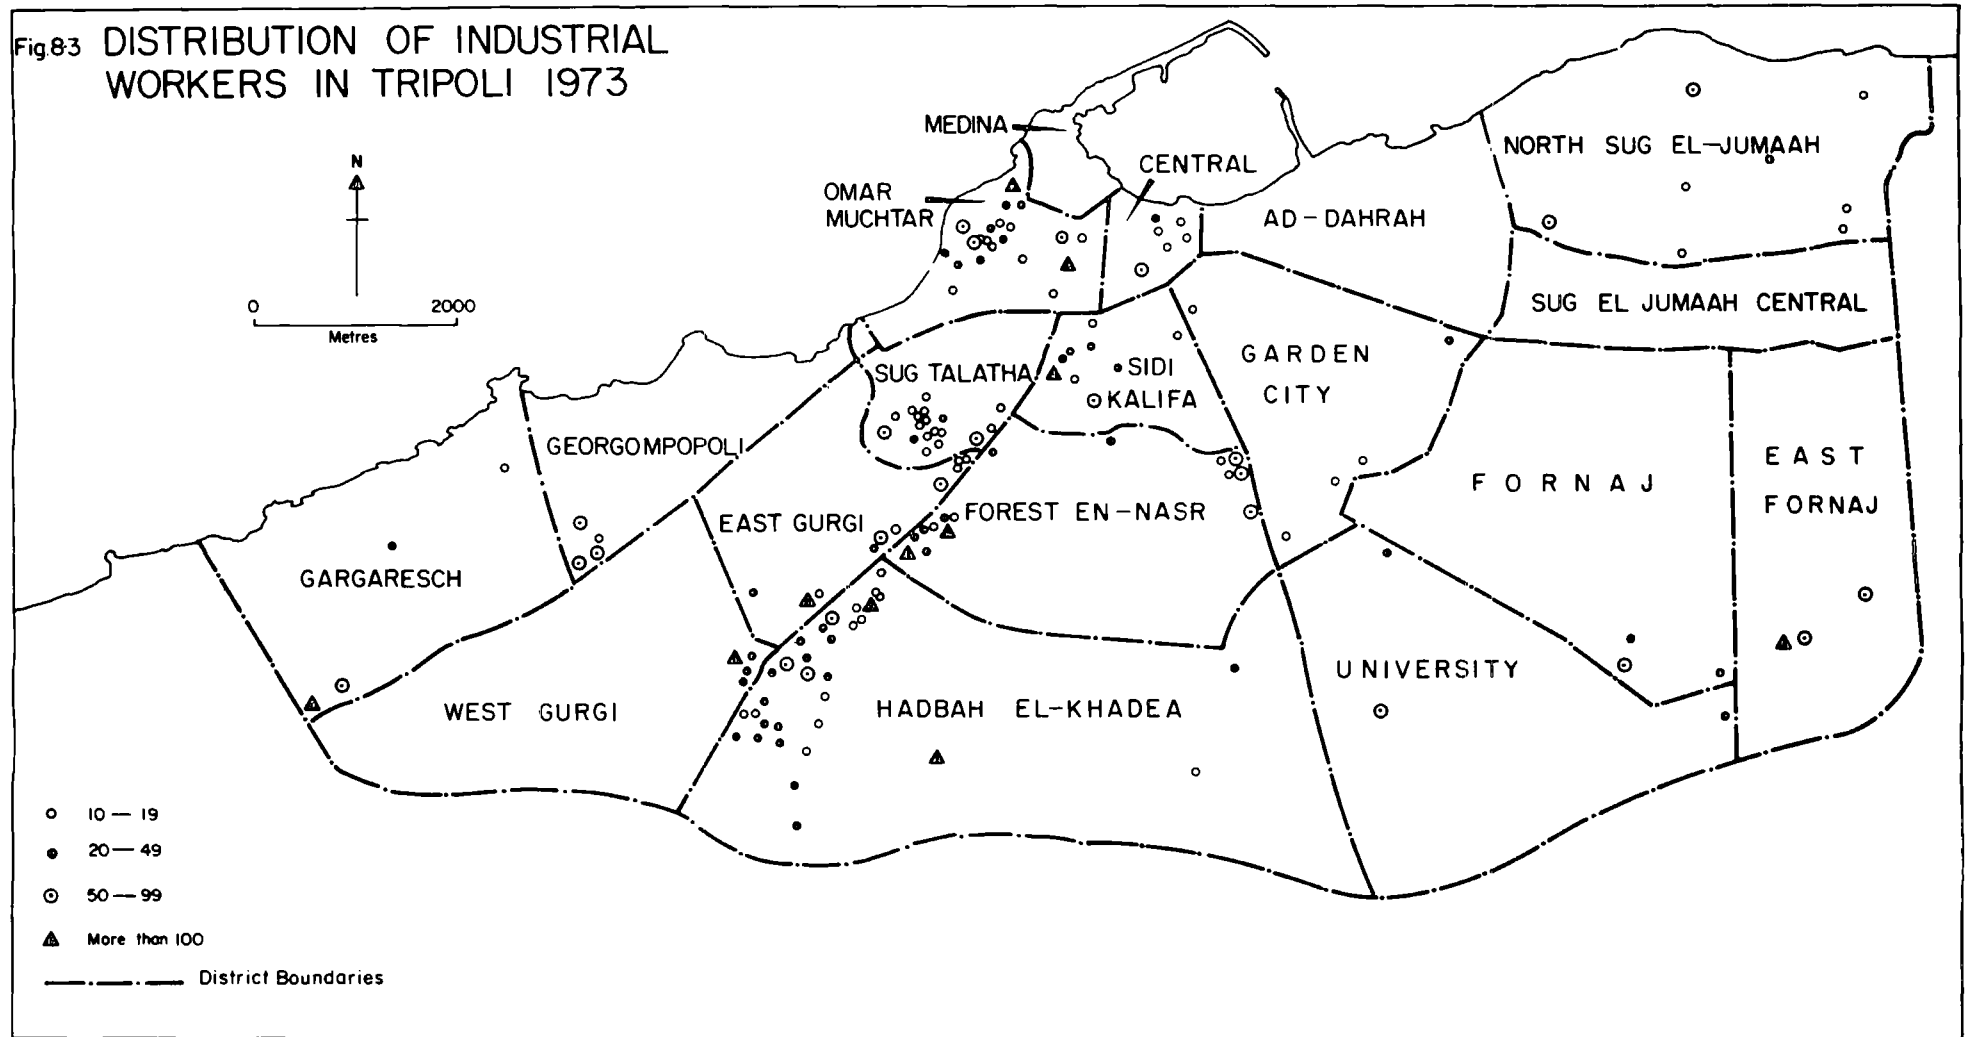 Fig.8·3 DISTRIBUTION OF INDUSTRIAL
WORKERS IN TRIPOLI 1973
N
0 2000
Metres
MEDINA
CENTRAL
OMAR
MUCHTAR
AD-DAHRAH
NORTH SUG EL-JUMAAH
SUG EL JUMAAH CENTRAL
SUG TALATHA
SIDI
KALIFA
GARDEN
CITY
GEORGOMPOPOLI
EAST GURGI
FOREST EN-NASR
FORNAJ
EAST
FORNAJ
GARGARESCH
WEST GURGI
HADBAH EL-KHADEA
UNIVERSITY
10 — 19
20 — 49
50 — 99
More than 100
District Boundaries